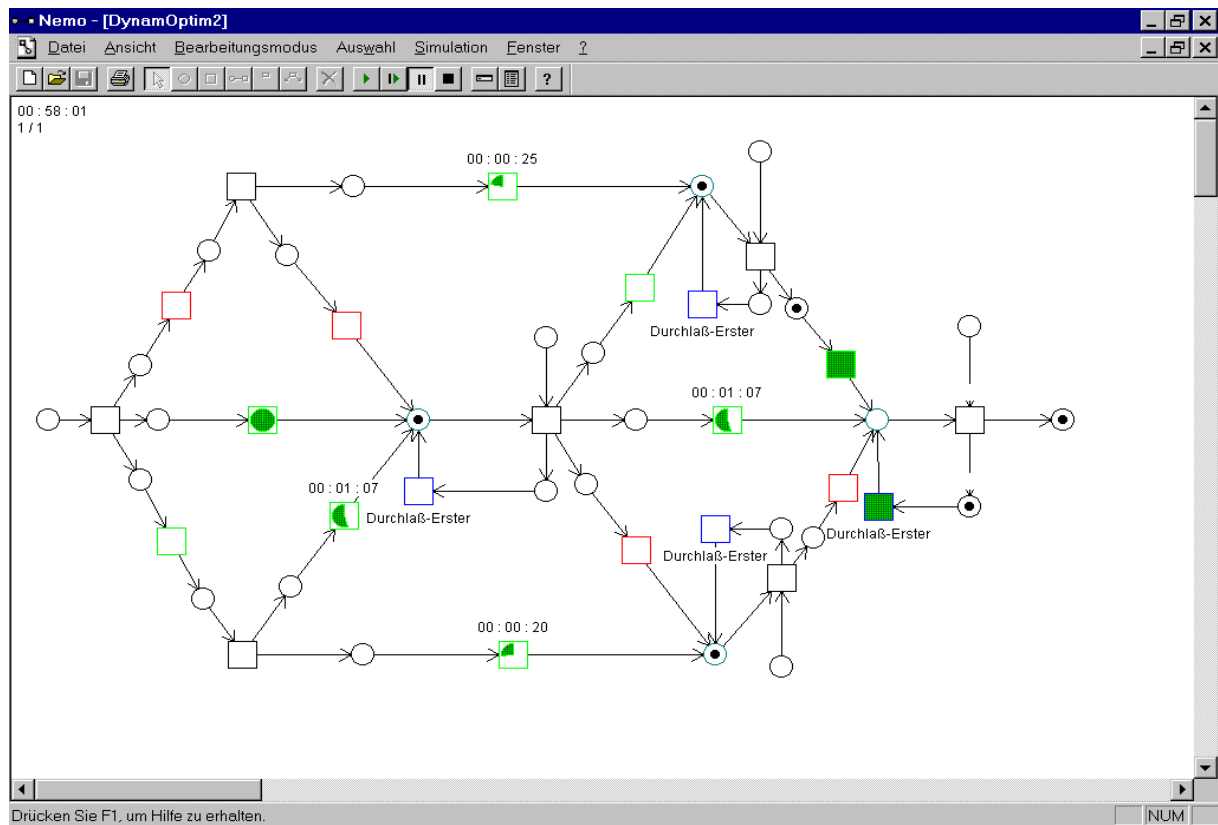 Nemo - [DynamOptim2]
Datei Ansicht Bearbeitungsmodus Auswahl Simulation Fenster ?
?
00 : 58 : 01
1 / 1
00 : 00 : 25
Durchlaß-Erster
00 : 01 : 07
00 : 01 : 07
Durchlaß-Erster
Durchlaß-Erster
Durchlaß-Erster
00 : 00 : 20
Drücken Sie F1, um Hilfe zu erhalten.
NUM